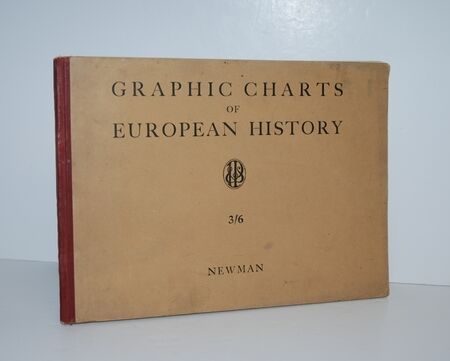 GRAPHIC CHARTS
OF
EUROPEAN HISTORY
3/6
NEWMAN